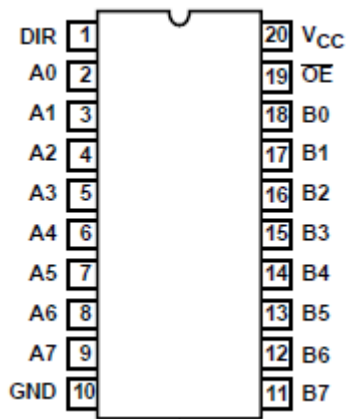 DIR 1 20 VCC
A0 2 19 OE
A1 3 18 B0
A2 4 17 B1
A3 5 16 B2
A4 6 15 B3
A5 7 14 B4
A6 8 13 B5
A7 9 12 B6
GND 10 11 B7